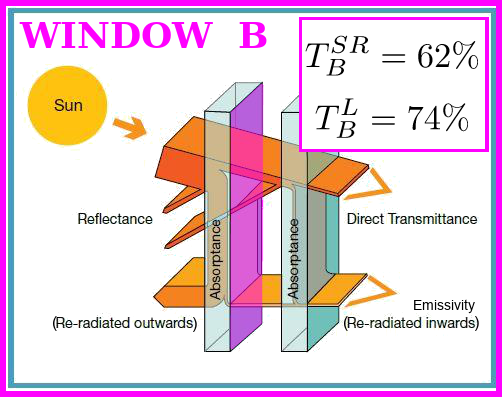 WINDOW B
T_B^{SR} = 62%
T_B^{L} = 74%
Sun
Reflectance
Absorptance
Absorptance
Direct Transmittance
Emissivity
(Re-radiated outwards)
(Re-radiated inwards)